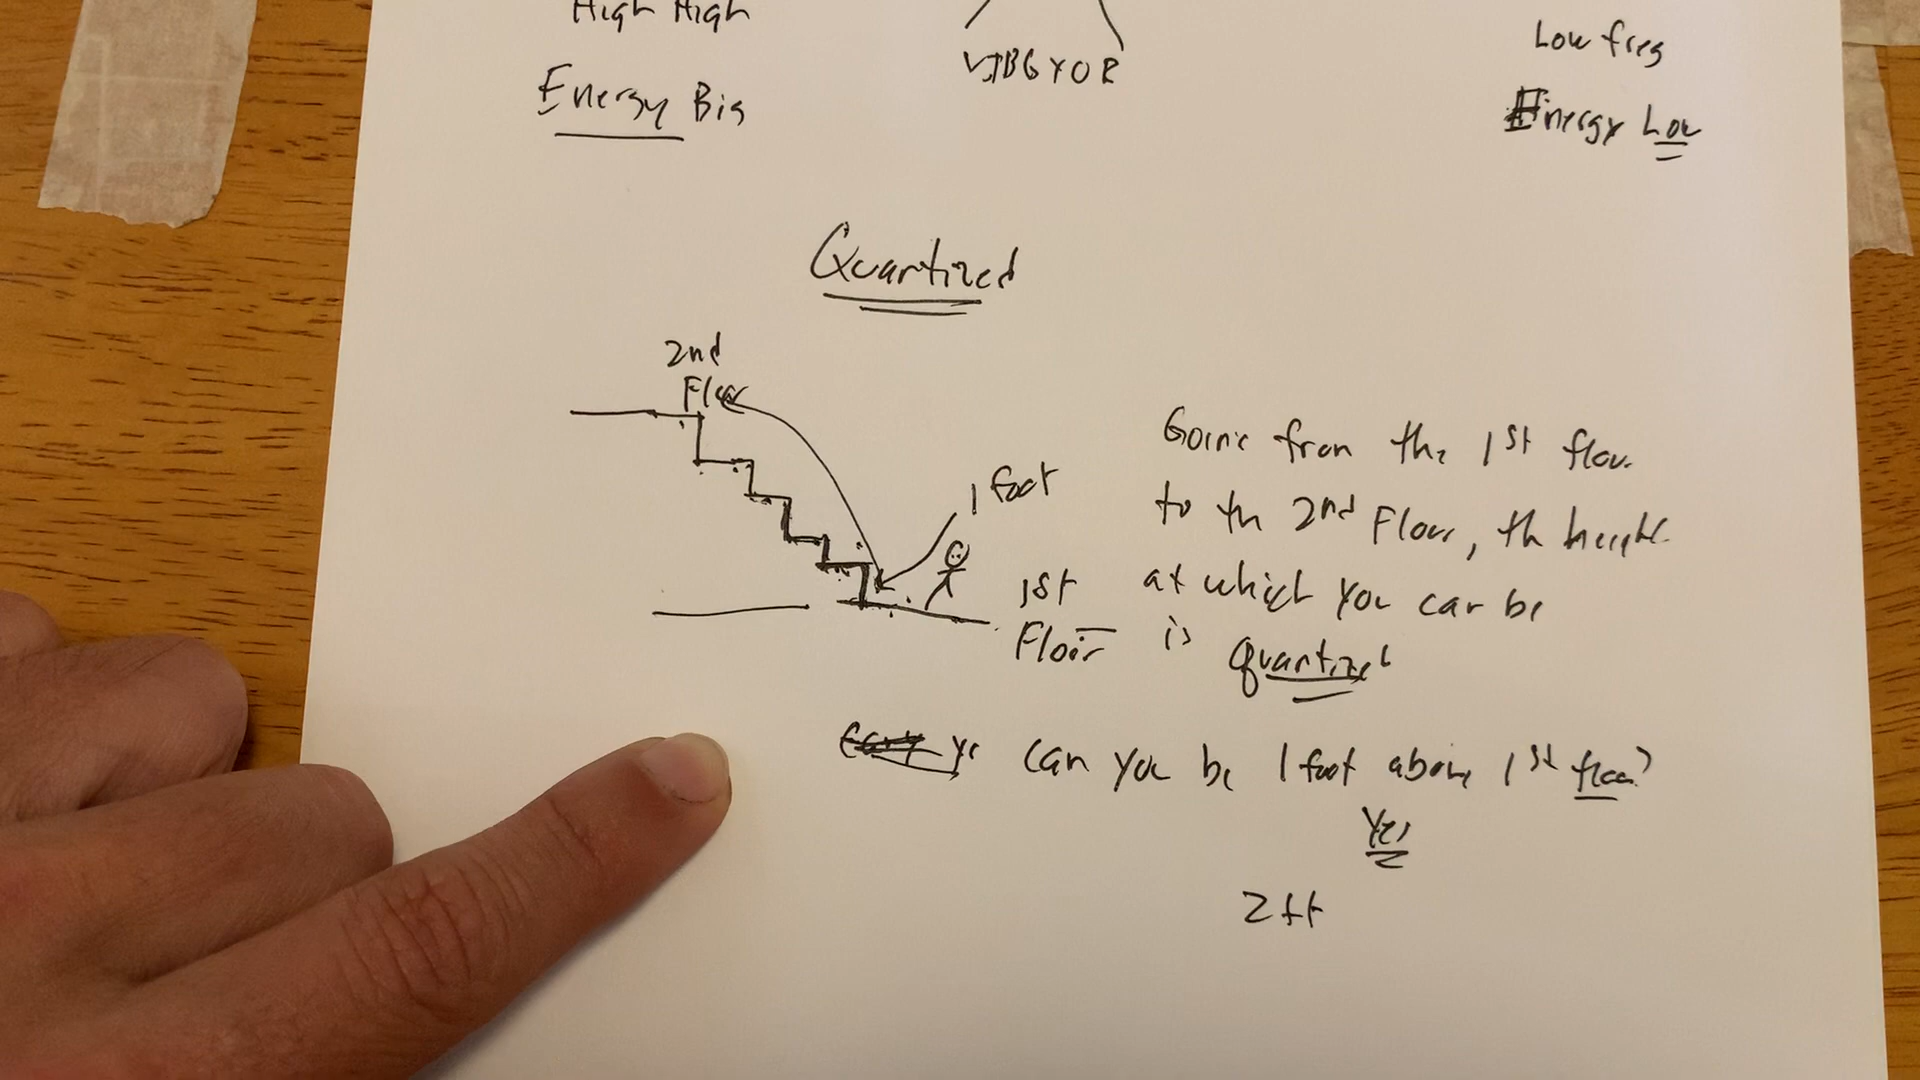 High High
VIBGYOR
Low freq
Energy Big
Energy Low
Quantized
2nd
Floor
1 foot
1st
Floor
Going from the 1st floor
to the 2nd Floor, the height
at which you can be
is quantized
Can you be 1 foot above 1st floor?
Yes
2 ft